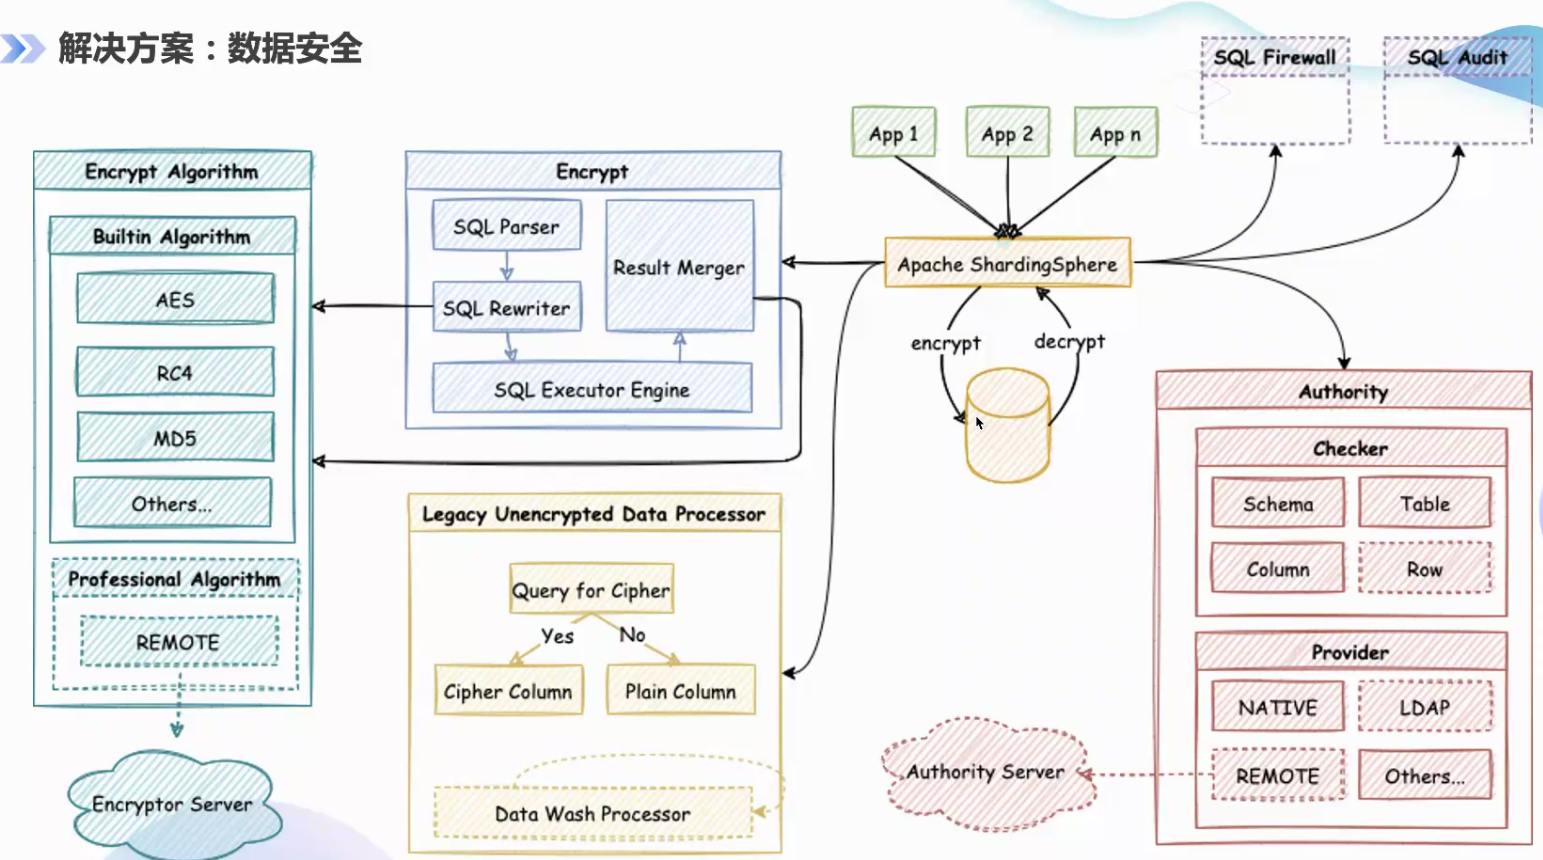 解决方案：数据安全
SQL Firewall
SQL Audit
App 1
App 2
App n
Encrypt Algorithm
Builtin Algorithm
AES
RC4
MD5
Others...
Professional Algorithm
REMOTE
Encryptor Server
Encrypt
SQL Parser
SQL Rewriter
Result Merger
SQL Executor Engine
Legacy Unencrypted Data Processor
Query for Cipher
Yes
No
Cipher Column
Plain Column
Data Wash Processor
Apache ShardingSphere
encrypt
decrypt
Authority
Checker
Schema
Table
Column
Row
Provider
NATIVE
LDAP
REMOTE
Others...
Authority Server